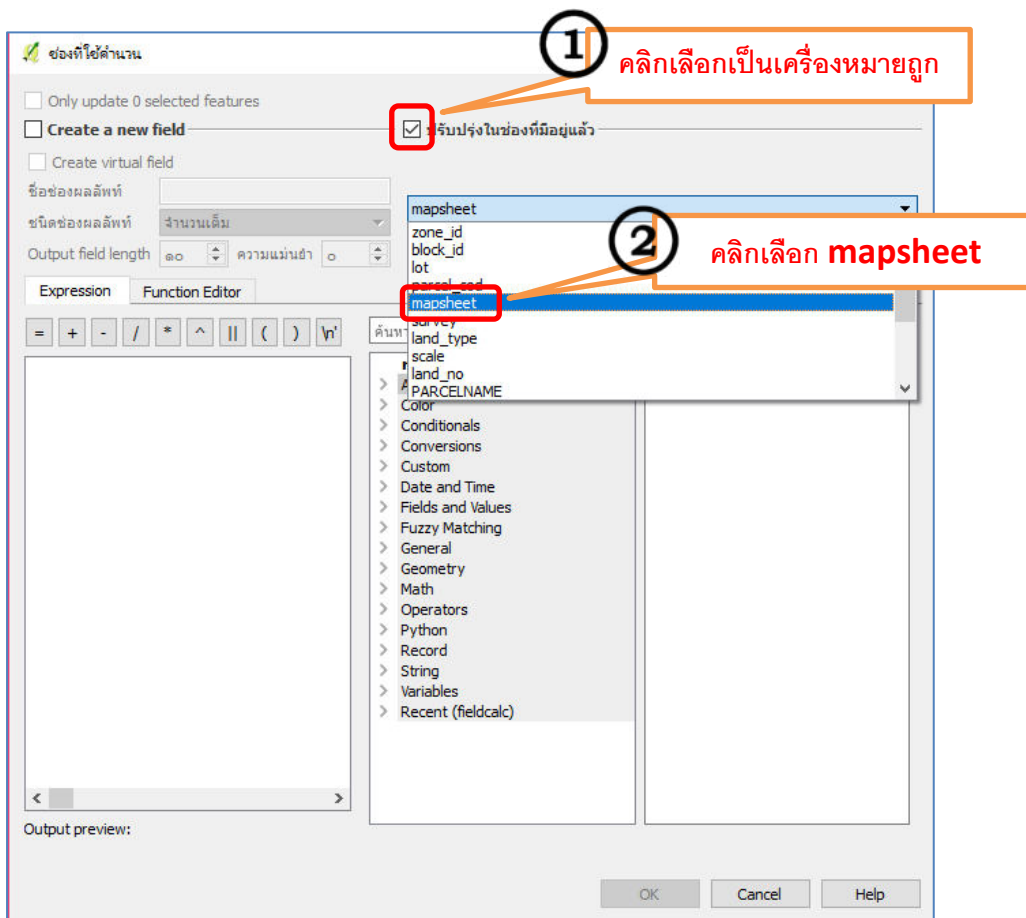 ช่องที่ใช้คำนวน
1
คลิกเลือกเป็นเครื่องหมายถูก
Only update 0 selected features
Create a new field
ปรับปรุงในช่องที่มีอยู่แล้ว
Create virtual field
ชื่อช่องผลลัพท์
ชนิดช่องผลลัพท์ จำนวนเต็ม
Output field length ๑๐ ความแม่นยำ ๐
mapsheet
zone_id
block_id
lot
parcel_cod
mapsheet
survey
land_type
scale
land_no
PARCELNAME
2
คลิกเลือก mapsheet
Expression Function Editor
= + - / * ^ || ( ) \n'
Color
Conditionals
Conversions
Custom
Date and Time
Fields and Values
Fuzzy Matching
General
Geometry
Math
Operators
Python
Record
String
Variables
Recent (fieldcalc)
Output preview:
OK Cancel Help